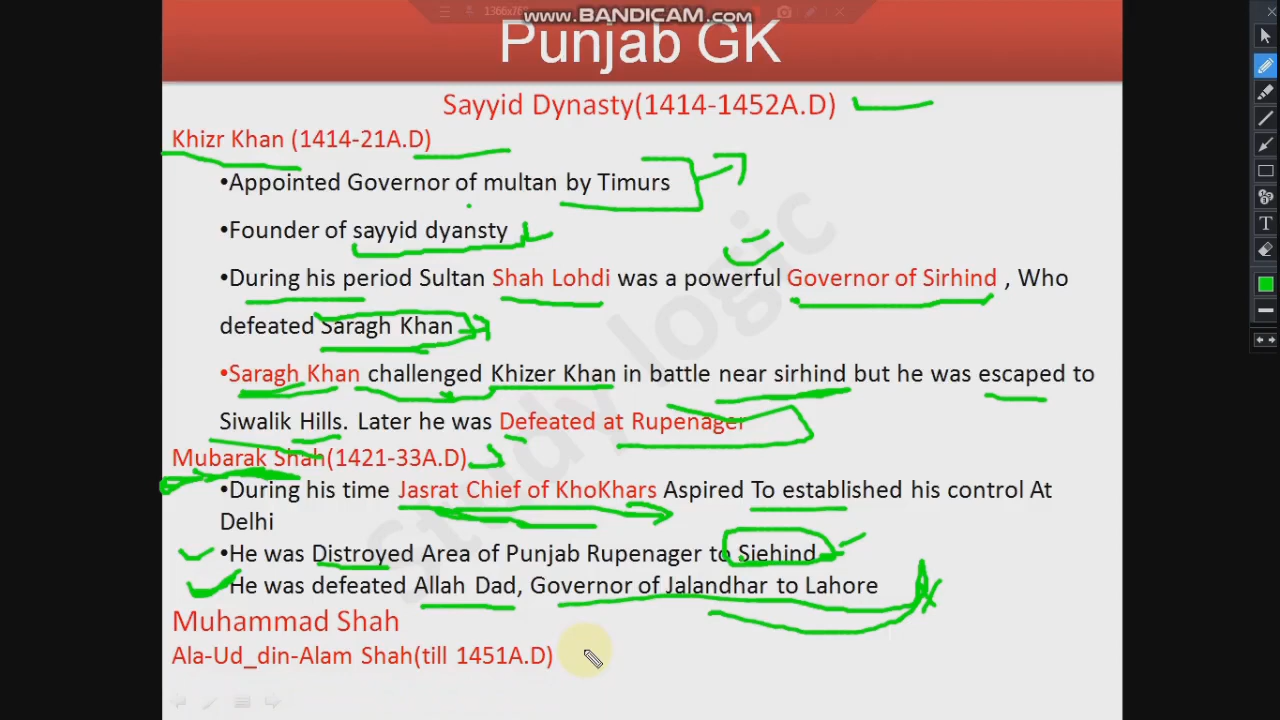 1366x768
www.BANDICAM.com
Punjab GK
Sayyid Dynasty(1414-1452A.D)
Khizr Khan (1414-21A.D)
•Appointed Governor of multan by Timurs
•Founder of sayyid dyansty
•During his period Sultan Shah Lohdi was a powerful Governor of Sirhind , Who
defeated Saragh Khan
•Saragh Khan challenged Khizer Khan in battle near sirhind but he was escaped to
Siwalik Hills. Later he was Defeated at Rupenager
Mubarak Shah(1421-33A.D)
•During his time Jasrat Chief of KhoKhars Aspired To established his control At
Delhi
•He was Distroyed Area of Punjab Rupenager to Siehind
•He was defeated Allah Dad, Governor of Jalandhar to Lahore
Muhammad Shah
Ala-Ud_din-Alam Shah(till 1451A.D)
Study logic